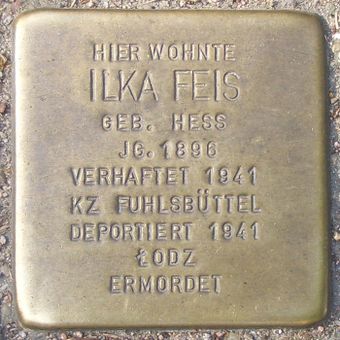 HIER WOHNTE
ILKA FEIS
GEB. HESS
JG. 1896
VERHAFTET 1941
KZ FUHLSBÜTTEL
DEPORTIERT 1941
ŁODZ
ERMORDET